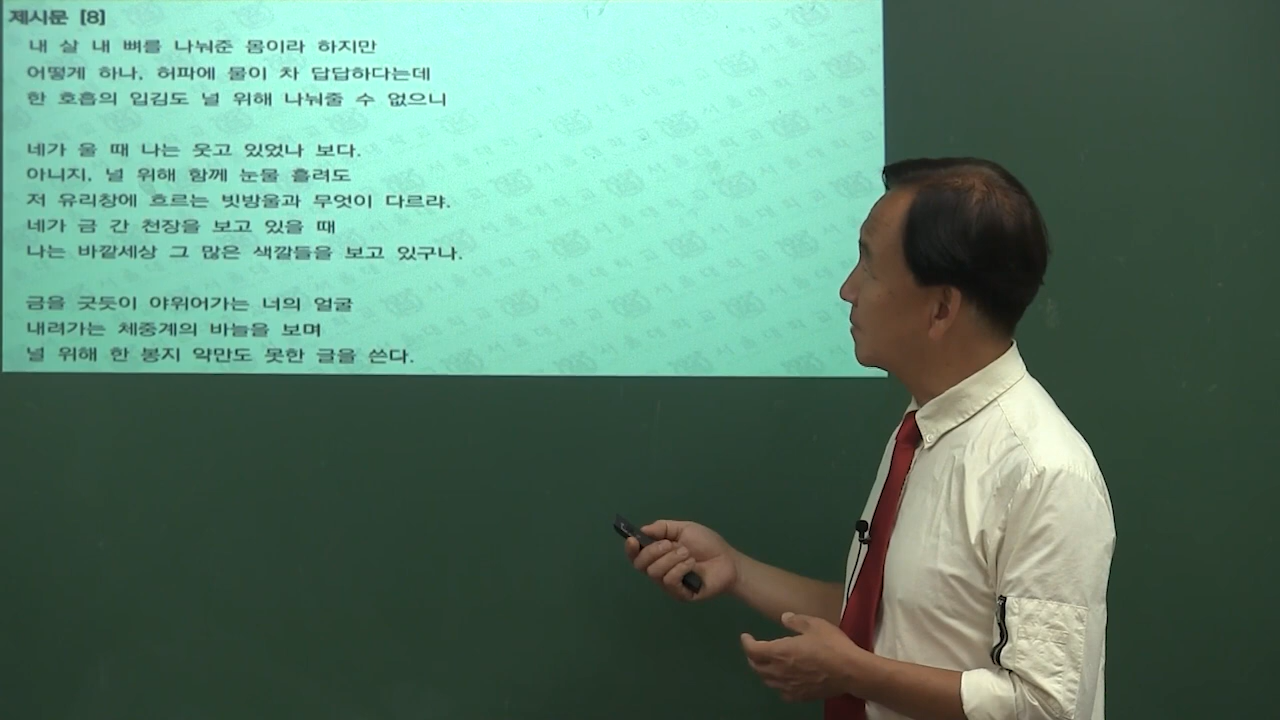 제시문 [8]
내 살 내 뼈를 나눠준 몸이라 하지만
어떻게 하나, 허파에 물이 차 답답하다는데
한 호흡의 입김도 널 위해 나눠줄 수 없으니
네가 울 때 나는 웃고 있었나 보다.
아니지, 널 위해 함께 눈물 흘려도
저 유리창에 흐르는 빗방울과 무엇이 다르랴.
네가 금 간 천장을 보고 있을 때
나는 바깥세상 그 많은 색깔들을 보고 있구나.
금을 긋듯이 야위어가는 너의 얼굴
내려가는 체중계의 바늘을 보며
널 위해 한 봉지 약만도 못한 글을 쓴다.